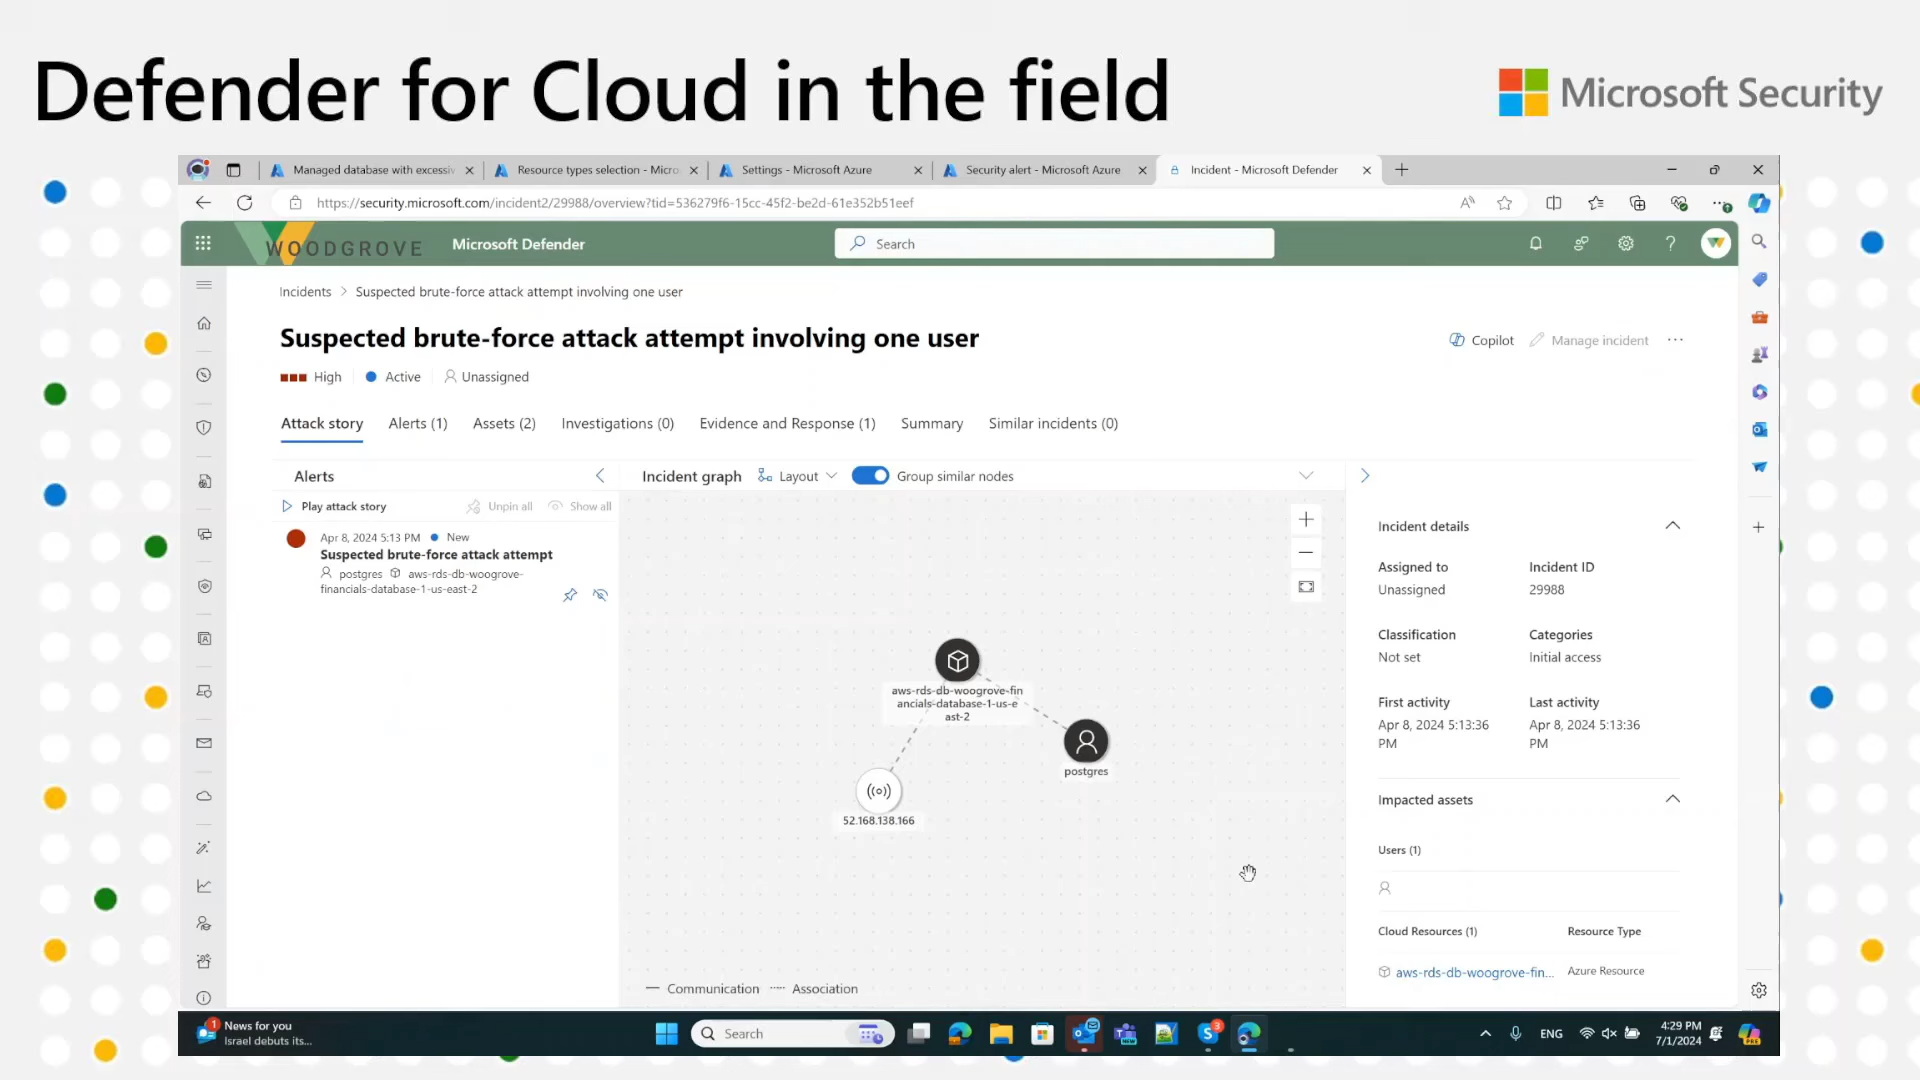 Defender for Cloud in the field
Microsoft Security
Managed database with excessiv
Resource types selection - Micro
Settings - Microsoft Azure
Security alert - Microsoft Azure
Incident - Microsoft Defender
https://security.microsoft.com/incident2/29988/overview?tid=536279f6-15cc-45f2-be2d-61e352b51eef
WOODGROVE
Microsoft Defender
Search
Incidents > Suspected brute-force attack attempt involving one user
Suspected brute-force attack attempt involving one user
Copilot
Manage incident
High
Active
Unassigned
Attack story
Alerts (1)
Assets (2)
Investigations (0)
Evidence and Response (1)
Summary
Similar incidents (0)
Alerts
Play attack story
Unpin all
Show all
Apr 8, 2024 5:13 PM
New
Suspected brute-force attack attempt
postgres
aws-rds-db-woogrove-
financials-database-1-us-east-2
Incident graph
Layout
Group similar nodes
aws-rds-db-woogrove-fin
ancials-database-1-us-e
ast-2
postgres
52.168.138.166
Communication
Association
Incident details
Assigned to
Unassigned
Incident ID
29988
Classification
Not set
Categories
Initial access
First activity
Apr 8, 2024 5:13:36
PM
Last activity
Apr 8, 2024 5:13:36
PM
Impacted assets
Users (1)
Cloud Resources (1)
Resource Type
aws-rds-db-woogrove-fin...
Azure Resource
1
News for you
Israel debuts its...
Search
NEW
3
ENG
4:29 PM
7/1/2024
PRE